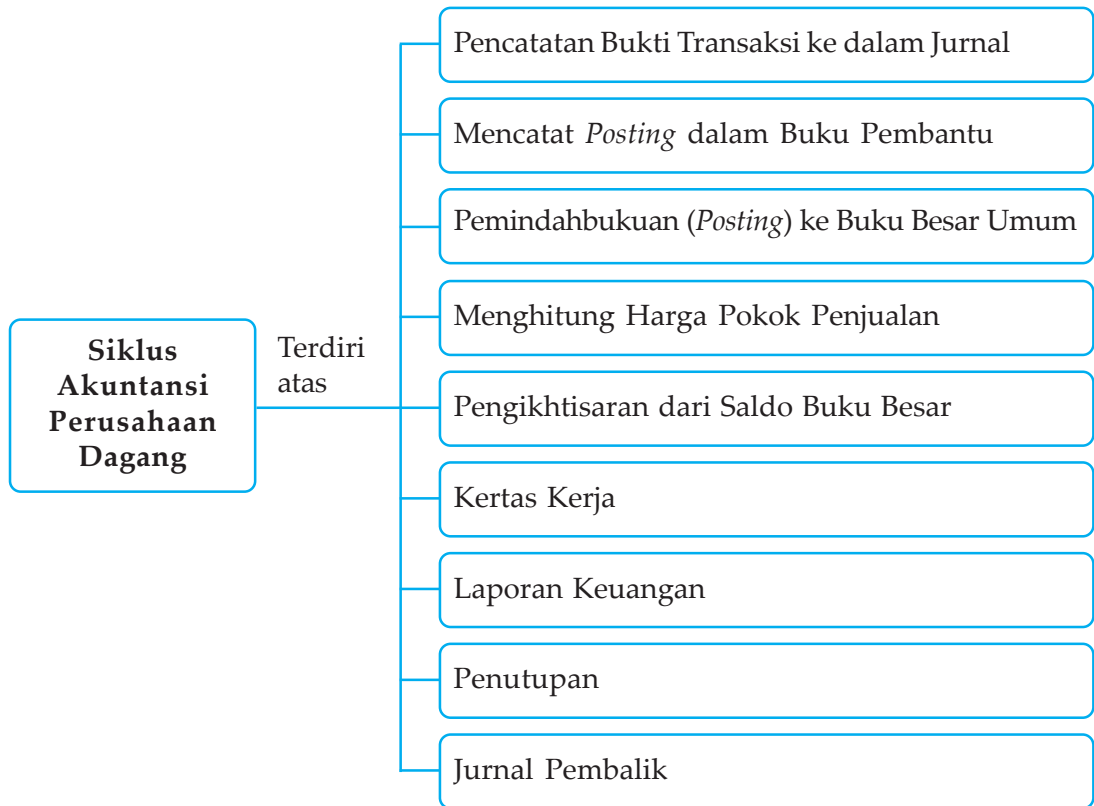 Siklus
Akuntansi
Perusahaan
Dagang
Terdiri
atas
Pencatatan Bukti Transaksi ke dalam Jurnal
Mencatat Posting dalam Buku Pembantu
Pemindahbukuan (Posting) ke Buku Besar Umum
Menghitung Harga Pokok Penjualan
Pengikhtisaran dari Saldo Buku Besar
Kertas Kerja
Laporan Keuangan
Penutupan
Jurnal Pembalik